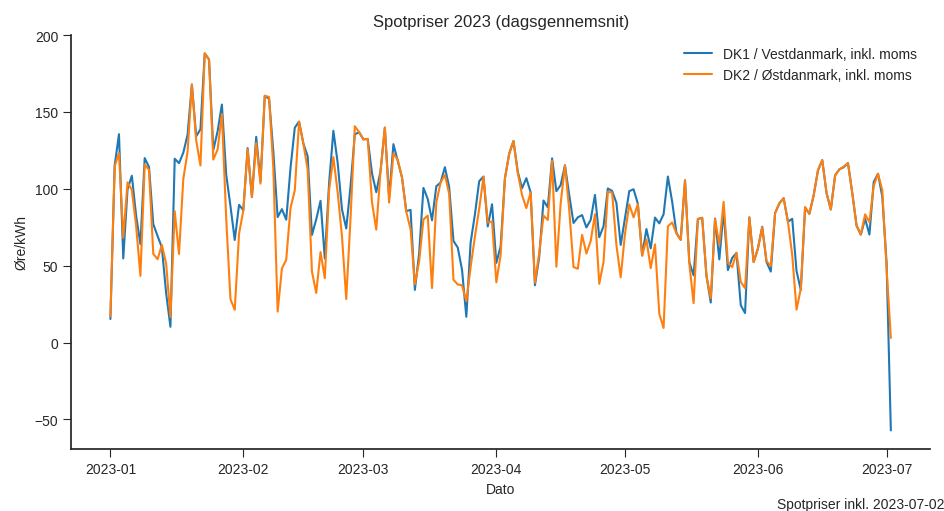 Spotpriser 2023 (dagsgennemsnit)
DK1 / Vestdanmark, inkl. moms
DK2 / Østdanmark, inkl. moms
Øre/kWh
200
150
100
50
0
−50
2023-01
2023-02
2023-03
2023-04
2023-05
2023-06
2023-07
Dato
Spotpriser inkl. 2023-07-02